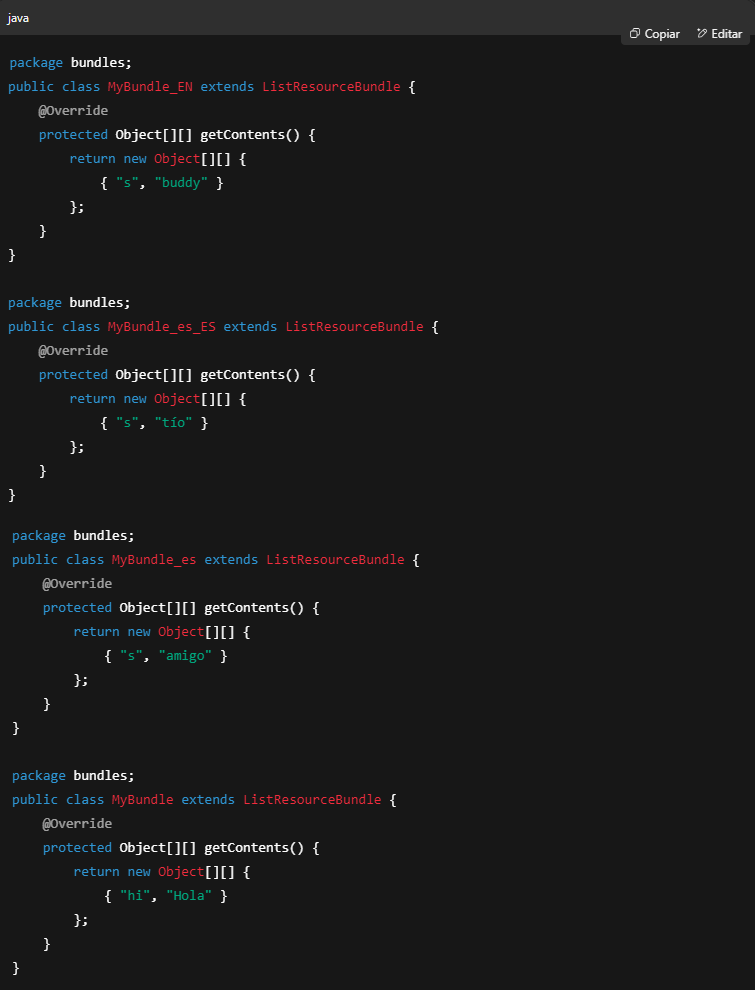 java
Copiar Editar
package bundles;
public class MyBundle_EN extends ListResourceBundle {
    @Override
    protected Object[][] getContents() {
        return new Object[][] {
            { "s", "buddy" }
        };
    }
}

package bundles;
public class MyBundle_es_ES extends ListResourceBundle {
    @Override
    protected Object[][] getContents() {
        return new Object[][] {
            { "s", "tío" }
        };
    }
}

package bundles;
public class MyBundle_es extends ListResourceBundle {
    @Override
    protected Object[][] getContents() {
        return new Object[][] {
            { "s", "amigo" }
        };
    }
}

package bundles;
public class MyBundle extends ListResourceBundle {
    @Override
    protected Object[][] getContents() {
        return new Object[][] {
            { "hi", "Hola" }
        };
    }
}